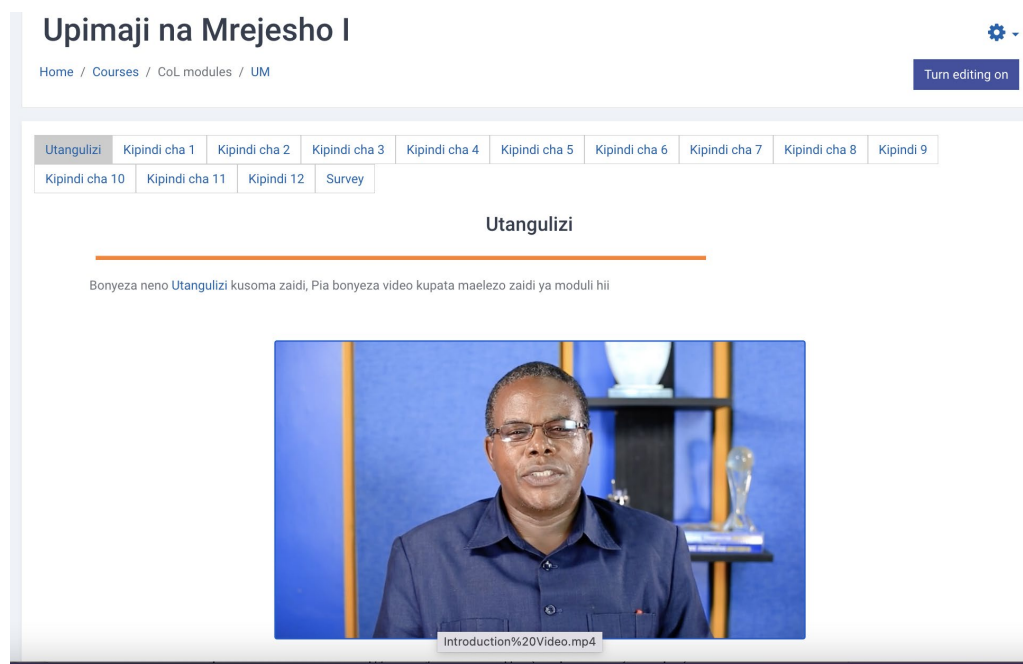 Upimaji na Mrejesho I
Home / Courses / CoL modules / UM
Turn editing on
Utangulizi Kipindi cha 1 Kipindi cha 2 Kipindi cha 3 Kipindi cha 4 Kipindi cha 5 Kipindi cha 6 Kipindi cha 7 Kipindi cha 8 Kipindi 9
Kipindi cha 10 Kipindi cha 11 Kipindi 12 Survey
Utangulizi
Bonyeza neno Utangulizi kusoma zaidi, Pia bonyeza video kupata maelezo zaidi ya moduli hii
Introduction%20Video.mp4